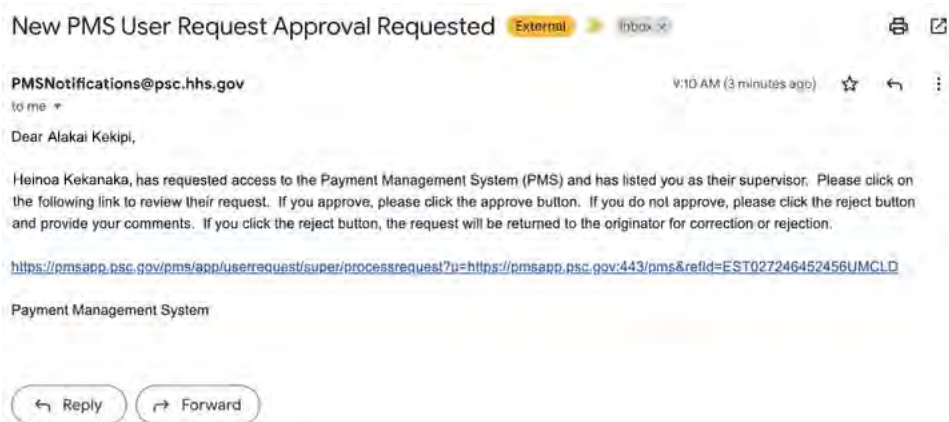 New PMS User Request Approval Requested External Inbox x
PMSNotifications@psc.hhs.gov 9:10 AM (3 minutes ago)
to me
Dear Alakai Kekipi,
Heinoa Kekanaka, has requested access to the Payment Management System (PMS) and has listed you as their supervisor. Please click on
the following link to review their request. If you approve, please click the approve button. If you do not approve, please click the reject button
and provide your comments. If you click the reject button, the request will be returned to the originator for correction or rejection.
https://pmsapp.psc.gov/pms/app/userrequest/super/processrequest?u=https://pmsapp.psc.gov:443/pms&refId=EST027246452456UMCLD
Payment Management System
Reply Forward